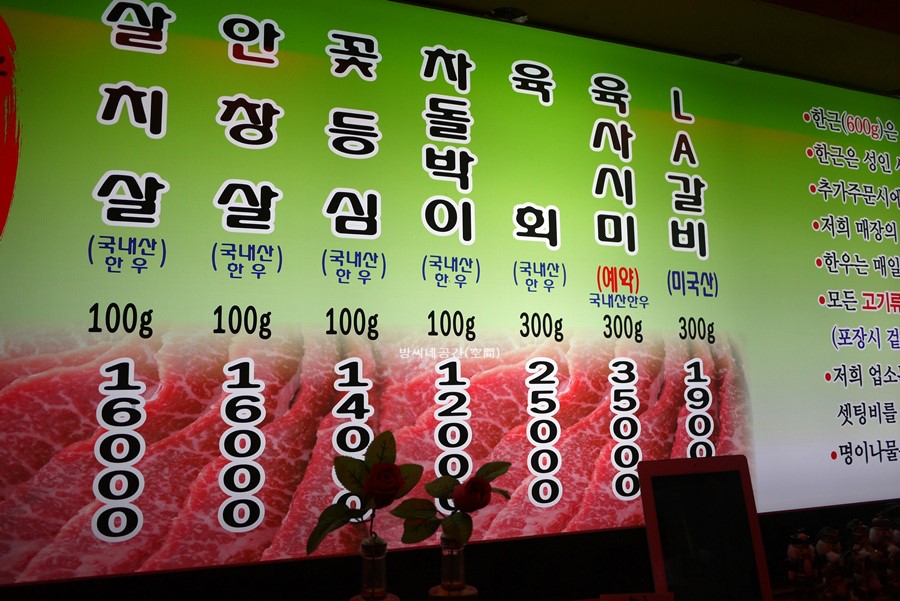 살치살
(국내산
한우)
100g
16000
안창살
(국내산
한우)
100g
16000
꽃등심
(국내산
한우)
100g
140
차돌박이
(국내산
한우)
100g
1200
육회
(국내산
한우)
300g
25000
육사시미
(예약)
국내산한우
300g
35000
LA갈비
(미국산)
300g
1900
방씨네공간(空間)
•한근(600g)은
•한근은 성인
•추가주문시에
•저희 매장의
•한우는 매일
•모든 고기류
(포장시 겉
•저희 업소
셋팅비를
•명이나물